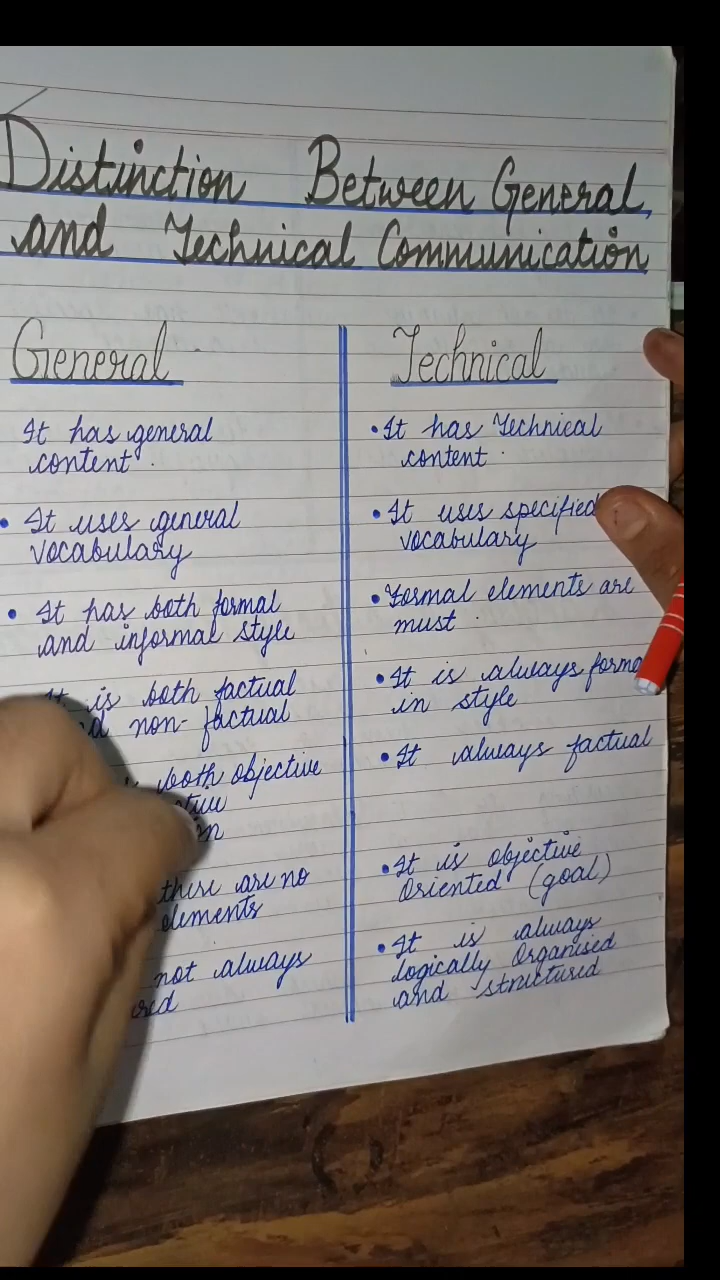 Distinction Between General
and Technical Communication
General
It has general
content.
• It uses general
vocabulary
• It has both formal
and informal style
is both factual
non-factual
both objective
there are no
elements
not always
Technical
• It has Technical
content.
• It uses specified
vocabulary
• Formal elements are
must.
• It is always formal
in style
• It always factual
• It is objective
Oriented (goal)
• It is always
logically Organised
and structured